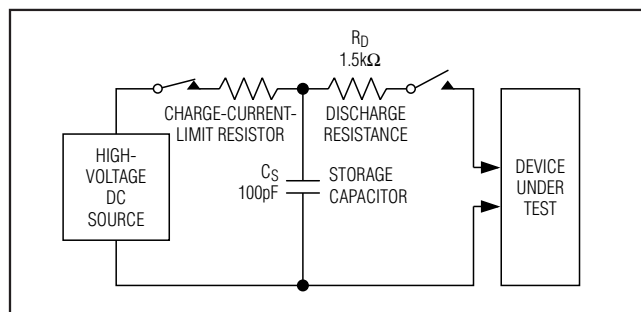 R_D
1.5kΩ
CHARGE-CURRENT-
LIMIT RESISTOR
DISCHARGE
RESISTANCE
HIGH-
VOLTAGE
DC
SOURCE
C_S
100pF
STORAGE
CAPACITOR
DEVICE
UNDER
TEST